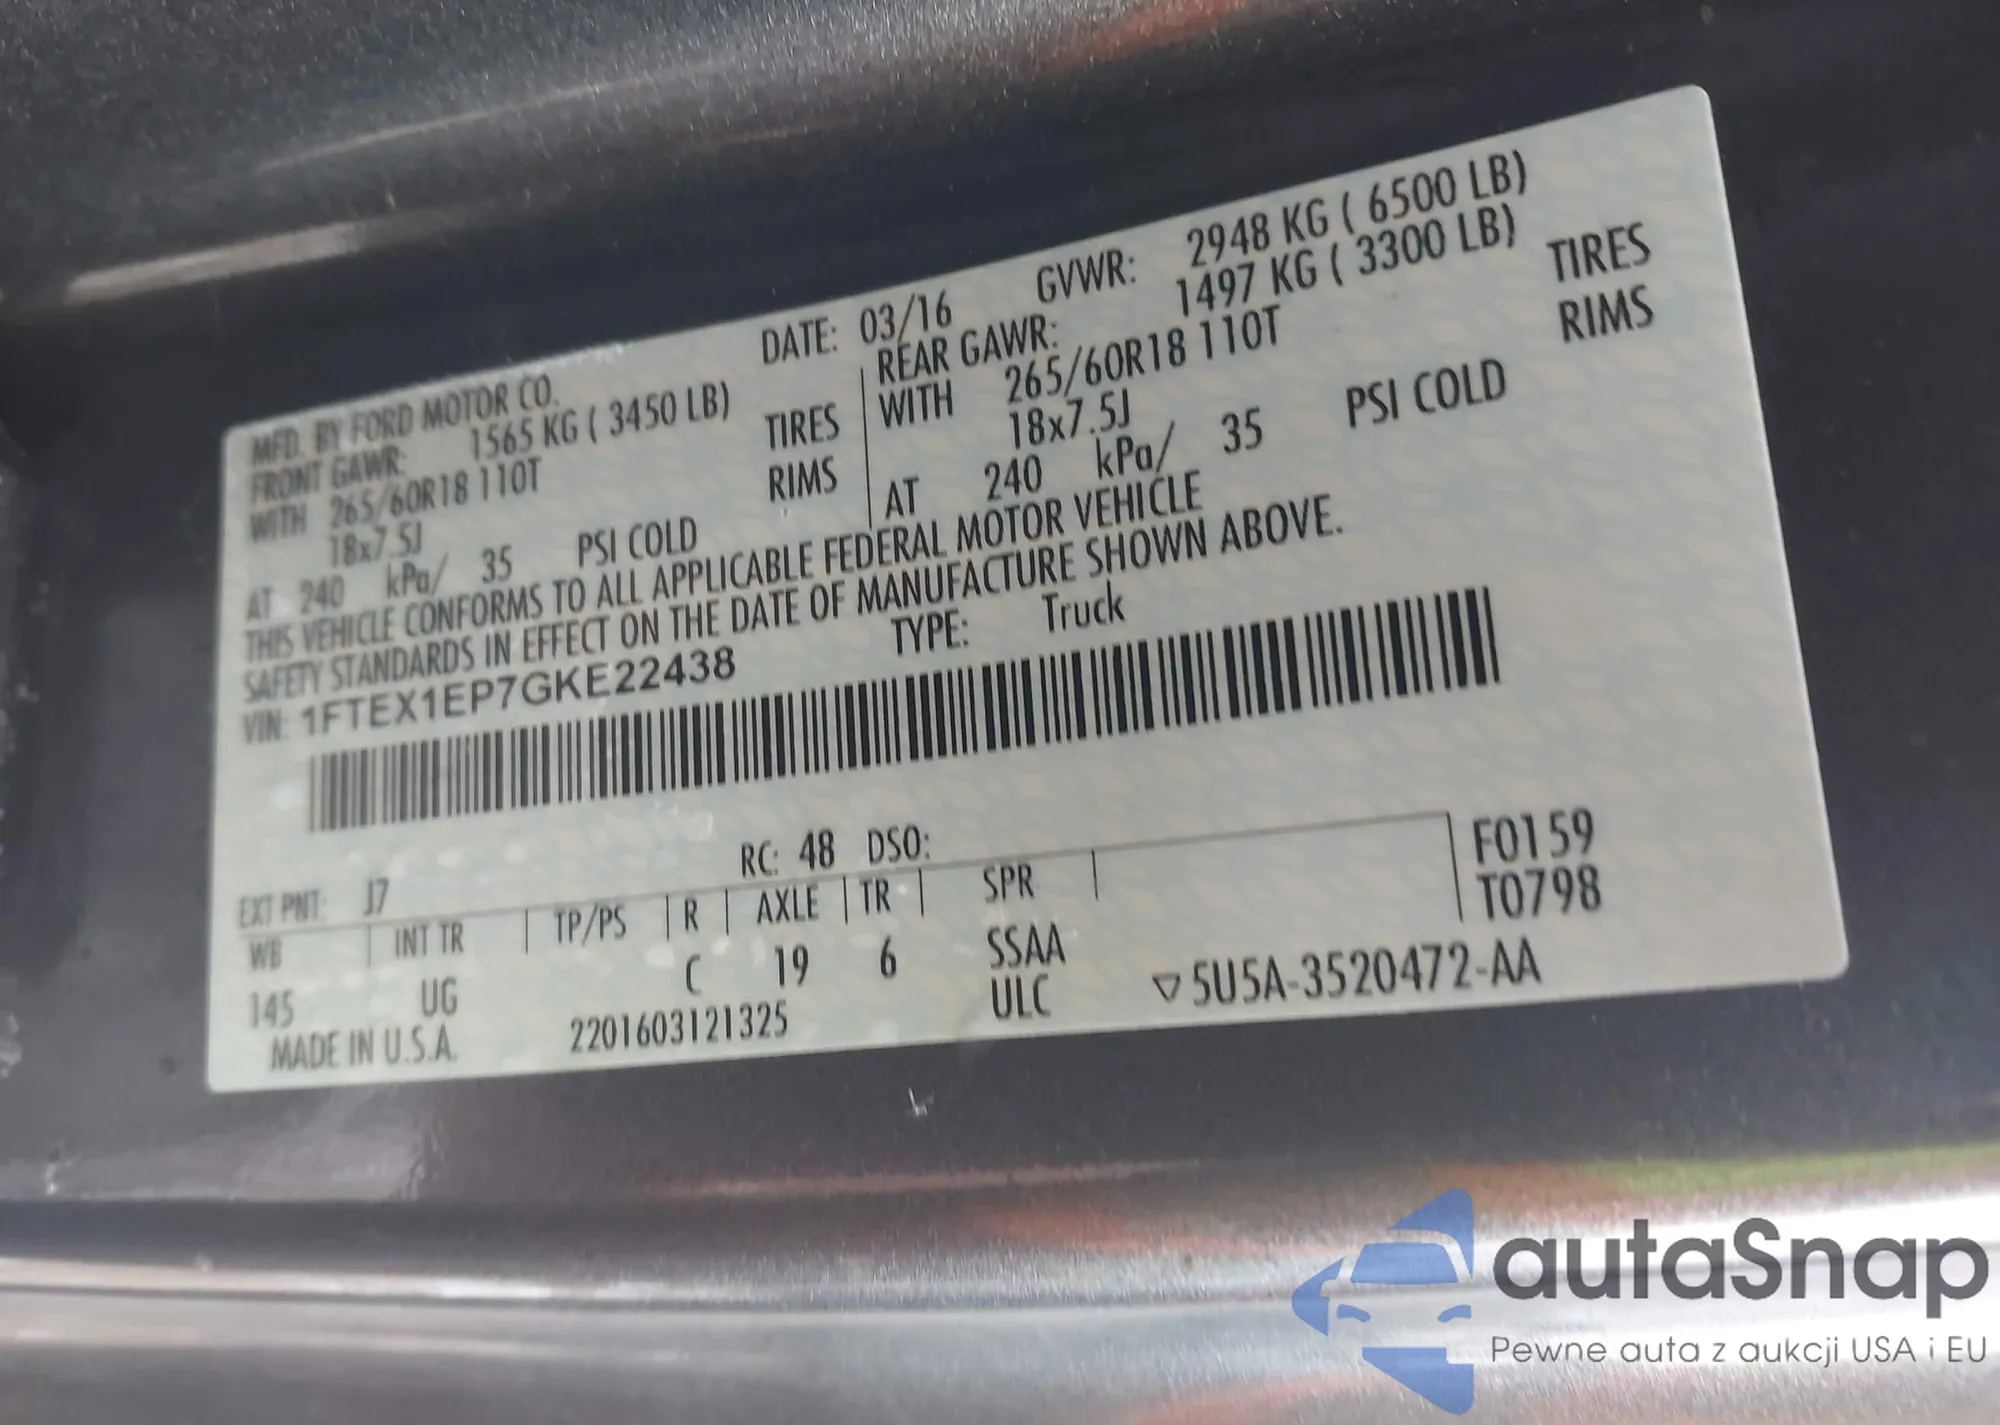 MFD. BY FORD MOTOR CO.
DATE: 03/16 GVWR: 2948 KG ( 6500 LB)
FRONT GAWR: 1565 KG ( 3450 LB) REAR GAWR: 1497 KG ( 3300 LB)
WITH 265/60R18 110T TIRES WITH 265/60R18 110T TIRES
18x7.5J RIMS 18x7.5J RIMS
AT 240 kPa/ 35 PSI COLD AT 240 kPa/ 35 PSI COLD
THIS VEHICLE CONFORMS TO ALL APPLICABLE FEDERAL MOTOR VEHICLE
SAFETY STANDARDS IN EFFECT ON THE DATE OF MANUFACTURE SHOWN ABOVE.
VIN: 1FTEX1EP7GKE22438 TYPE: Truck
EXT PNT: J7 RC: 48 DSO: F0159
WB INT TR TP/PS R AXLE TR SPR T0798
145 UG C 19 6 SSAA
MADE IN U.S.A. 2201603121325 ULC ▽5U5A-3520472-AA
autaSnap
Pewne auta z aukcji USA i EU